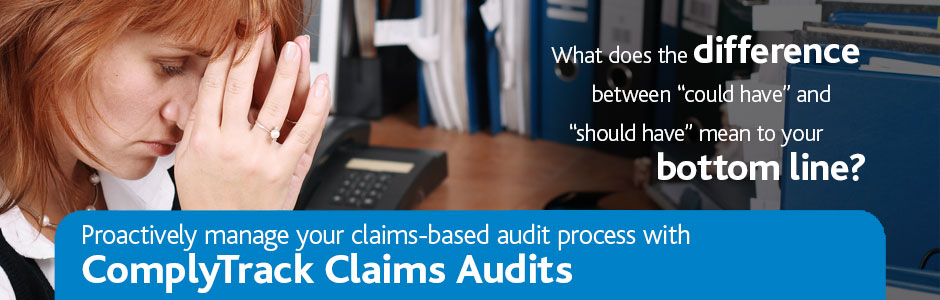 What does the difference
between “could have” and
“should have” mean to your
bottom line?
Proactively manage your claims-based audit process with
ComplyTrack Claims Audits